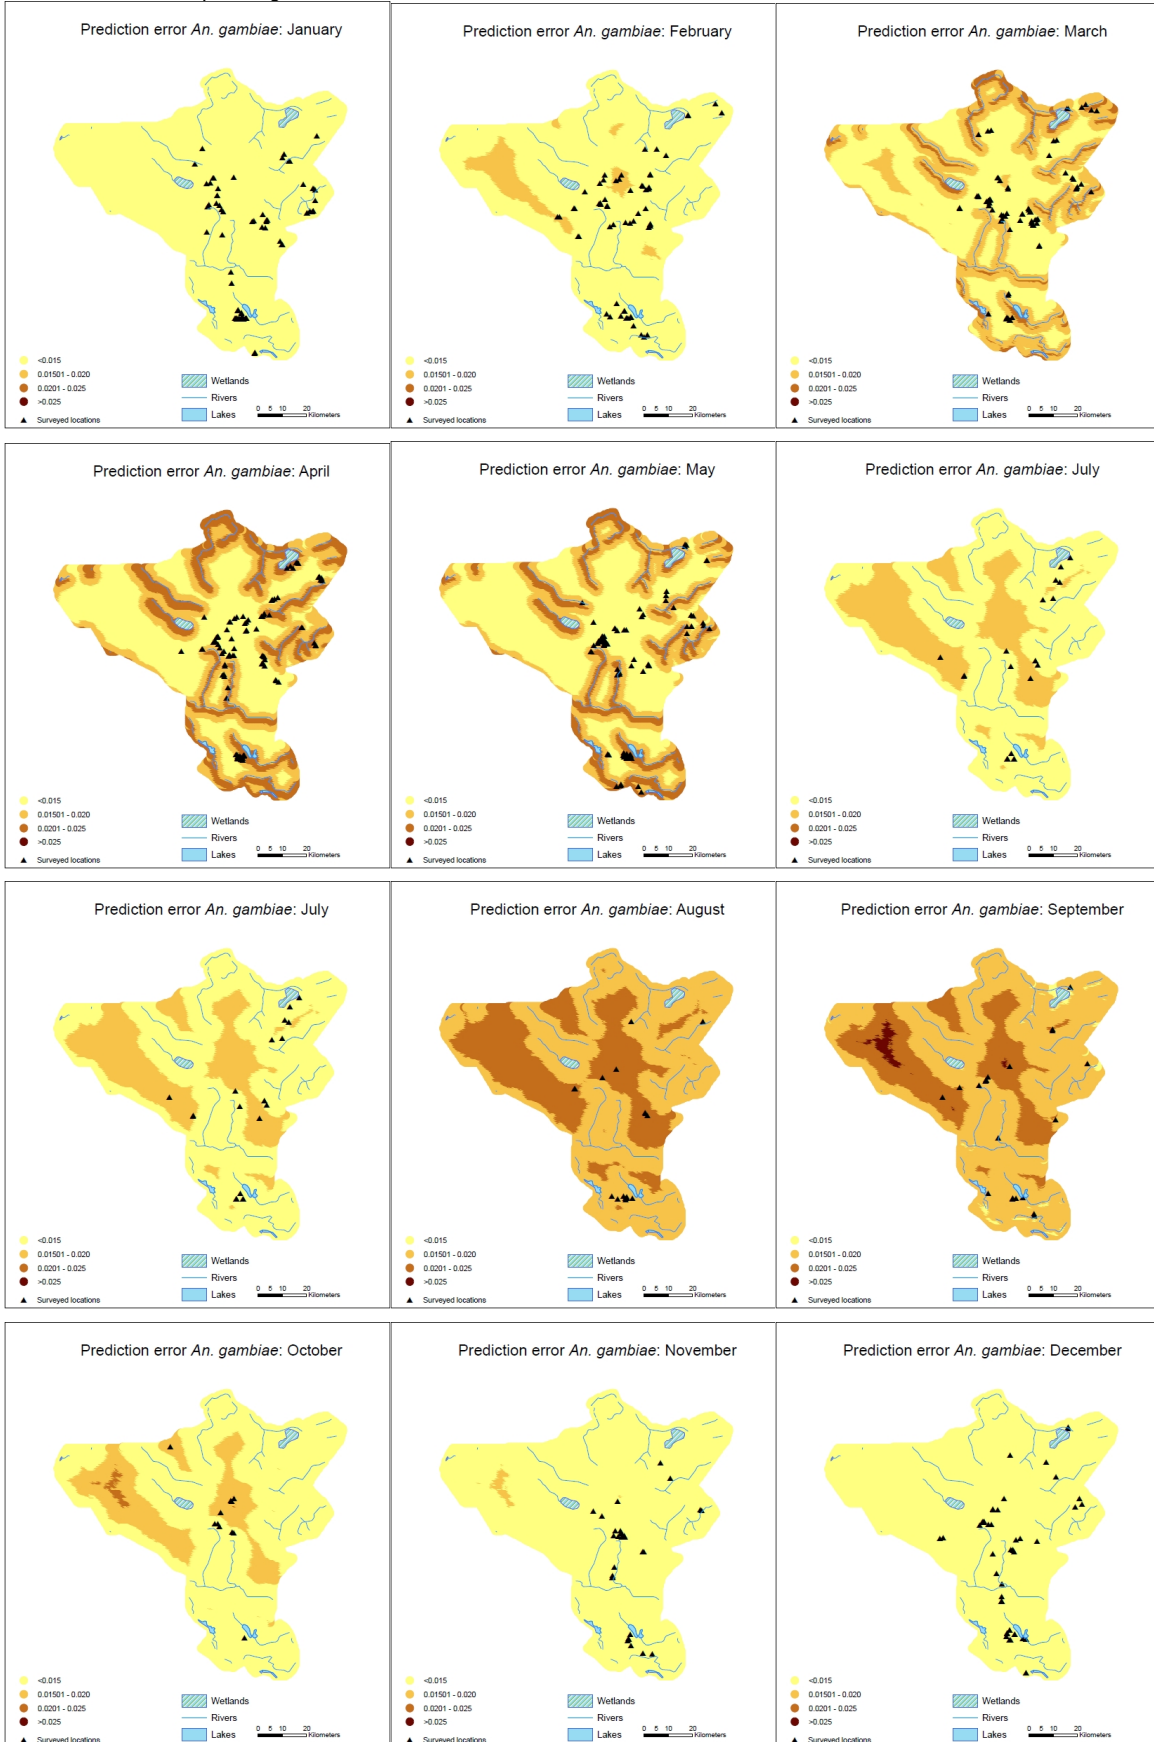 Prediction error An. gambiae: January
<0.015
0.01501 - 0.020
0.0201 - 0.025
>0.025
Surveyed locations
Wetlands
Rivers
Lakes
0 5 10 20
Kilometers
Prediction error An. gambiae: February
<0.015
0.01501 - 0.020
0.0201 - 0.025
>0.025
Surveyed locations
Wetlands
Rivers
Lakes
0 5 10 20
Kilometers
Prediction error An. gambiae: March
<0.015
0.01501 - 0.020
0.0201 - 0.025
>0.025
Surveyed locations
Wetlands
Rivers
Lakes
0 5 10 20
Kilometers
Prediction error An. gambiae: April
<0.015
0.01501 - 0.020
0.0201 - 0.025
>0.025
Surveyed locations
Wetlands
Rivers
Lakes
0 5 10 20
Kilometers
Prediction error An. gambiae: May
<0.015
0.01501 - 0.020
0.0201 - 0.025
>0.025
Surveyed locations
Wetlands
Rivers
Lakes
0 5 10 20
Kilometers
Prediction error An. gambiae: July
<0.015
0.01501 - 0.020
0.0201 - 0.025
>0.025
Surveyed locations
Wetlands
Rivers
Lakes
0 5 10 20
Kilometers
Prediction error An. gambiae: July
<0.015
0.01501 - 0.020
0.0201 - 0.025
>0.025
Surveyed locations
Wetlands
Rivers
Lakes
0 5 10 20
Kilometers
Prediction error An. gambiae: August
<0.015
0.01501 - 0.020
0.0201 - 0.025
>0.025
Surveyed locations
Wetlands
Rivers
Lakes
0 5 10 20
Kilometers
Prediction error An. gambiae: September
<0.015
0.01501 - 0.020
0.0201 - 0.025
>0.025
Surveyed locations
Wetlands
Rivers
Lakes
0 5 10 20
Kilometers
Prediction error An. gambiae: October
<0.015
0.01501 - 0.020
0.0201 - 0.025
>0.025
Surveyed locations
Wetlands
Rivers
Lakes
0 5 10 20
Kilometers
Prediction error An. gambiae: November
<0.015
0.01501 - 0.020
0.0201 - 0.025
>0.025
Surveyed locations
Wetlands
Rivers
Lakes
0 5 10 20
Kilometers
Prediction error An. gambiae: December
<0.015
0.01501 - 0.020
0.0201 - 0.025
>0.025
Surveyed locations
Wetlands
Rivers
Lakes
0 5 10 20
Kilometers